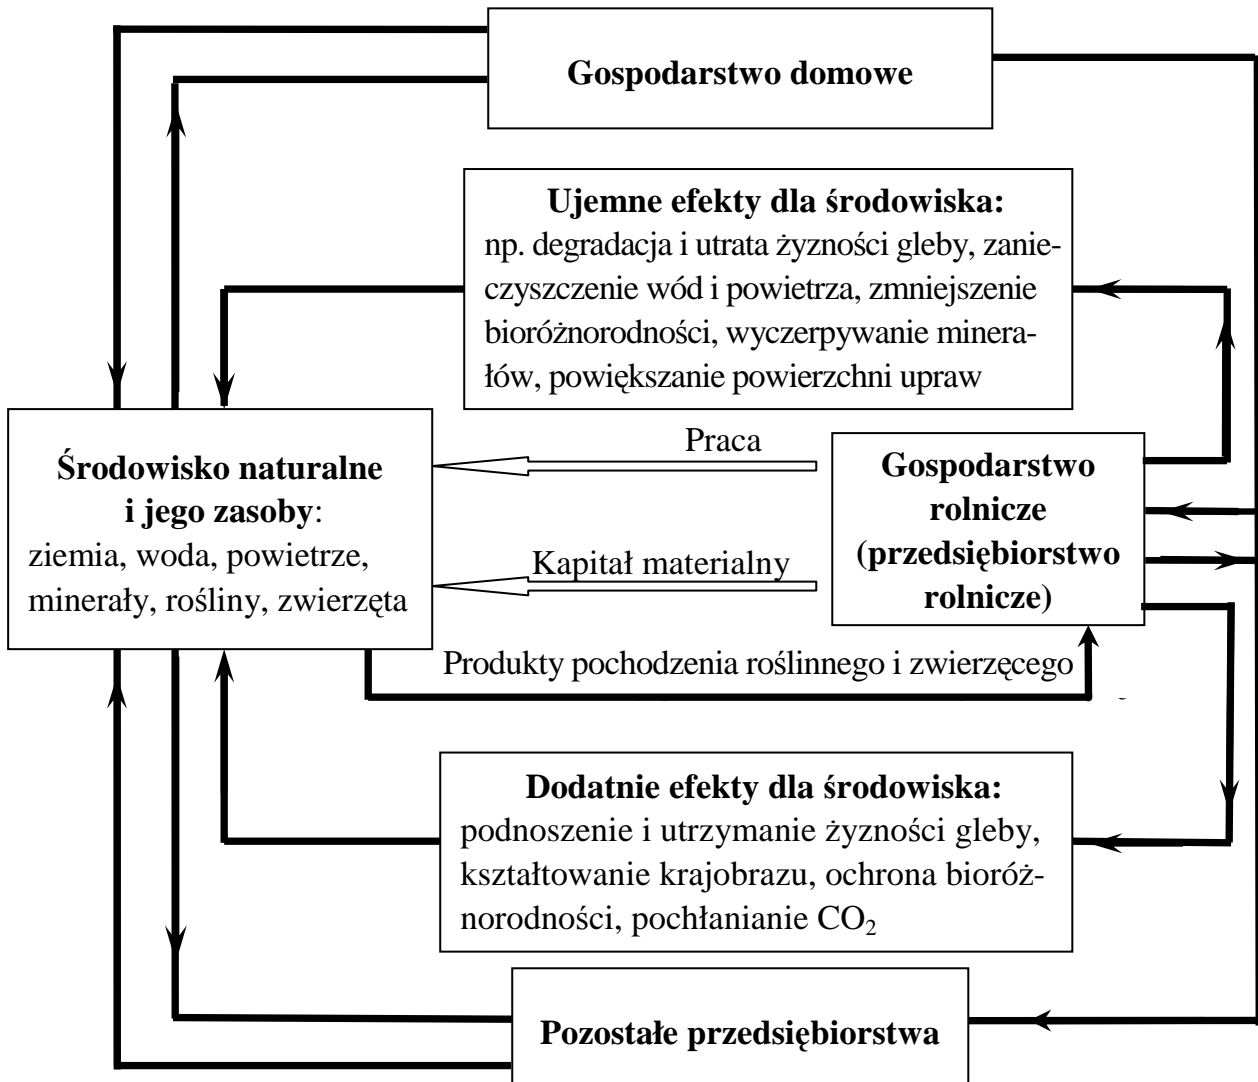 Gospodarstwo domowe
Ujemne efekty dla środowiska:
np. degradacja i utrata żyzności gleby, zanie-
czyszczenie wód i powietrza, zmniejszenie
bioróżnorodności, wyczerpywanie minera-
łów, powiększanie powierzchni upraw
Środowisko naturalne
i jego zasoby:
ziemia, woda, powietrze,
minerały, rośliny, zwierzęta
Praca
Kapitał materialny
Gospodarstwo
rolnicze
(przedsiębiorstwo
rolnicze)
Produkty pochodzenia roślinnego i zwierzęcego
Dodatnie efekty dla środowiska:
podnoszenie i utrzymanie żyzności gleby,
kształtowanie krajobrazu, ochrona bioróż-
norodności, pochłanianie CO₂
Pozostałe przedsiębiorstwa